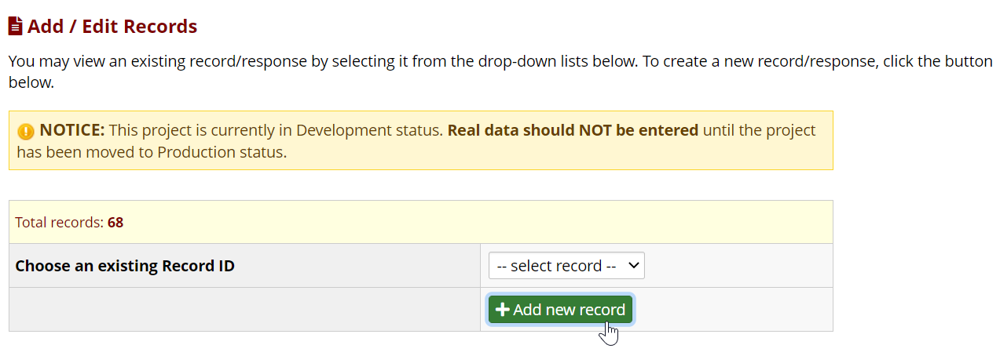 Add / Edit Records
You may view an existing record/response by selecting it from the drop-down lists below. To create a new record/response, click the button
below.
NOTICE: This project is currently in Development status. Real data should NOT be entered until the project
has been moved to Production status.
Total records: 68
Choose an existing Record ID
-- select record --
Add new record